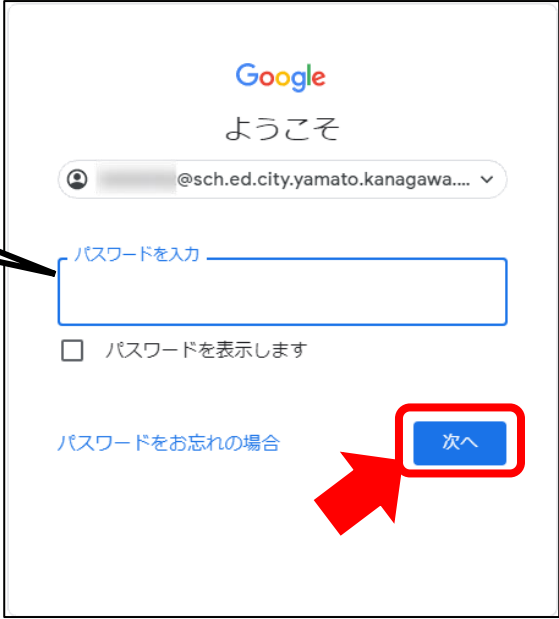 Google
ようこそ
@sch.ed.city.yamato.kanagawa....
パスワードを入力
パスワードを表示します
パスワードをお忘れの場合
次へ